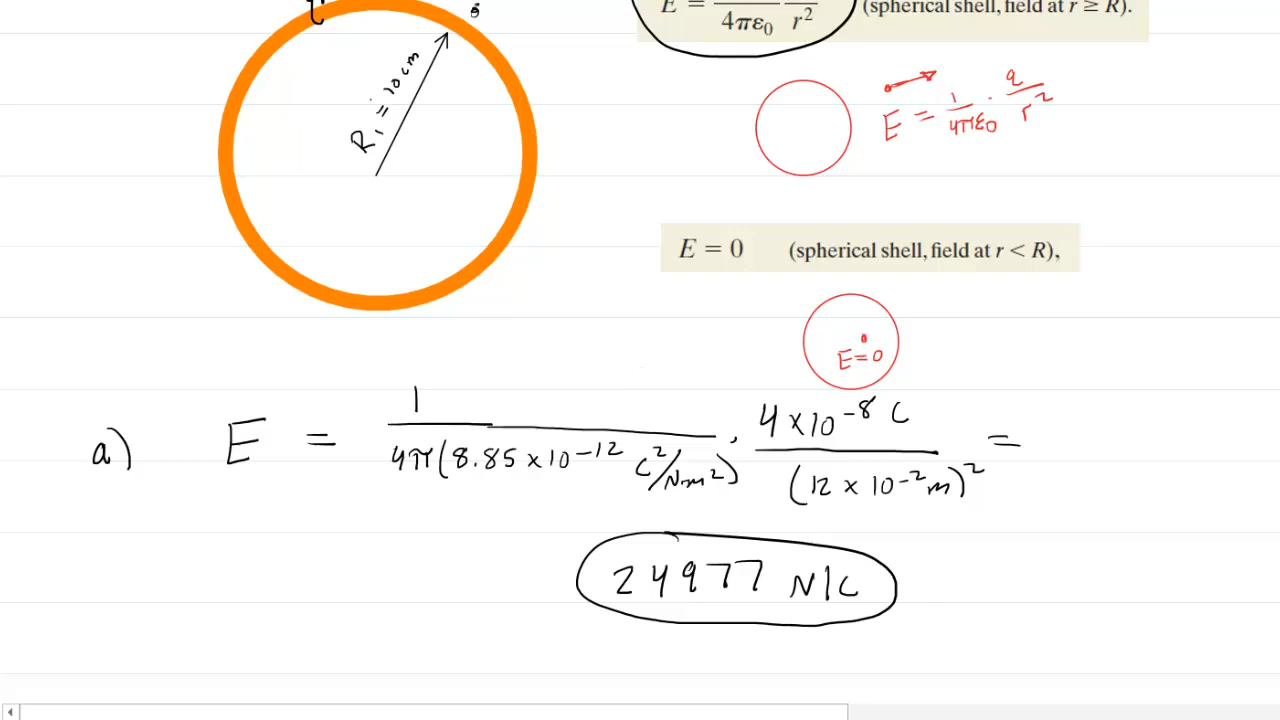 E = 4πε₀ r² (spherical shell, field at r ≥ R).
R₁ = 10 cm
E = 1/4πε₀ · q/r²
E = 0 (spherical shell, field at r < R),
E=0
a) E = 1/4π(8.85 × 10⁻¹² C²/Nm²) · 4 × 10⁻⁸ C/(12 × 10⁻² m)² =
24977 N/C